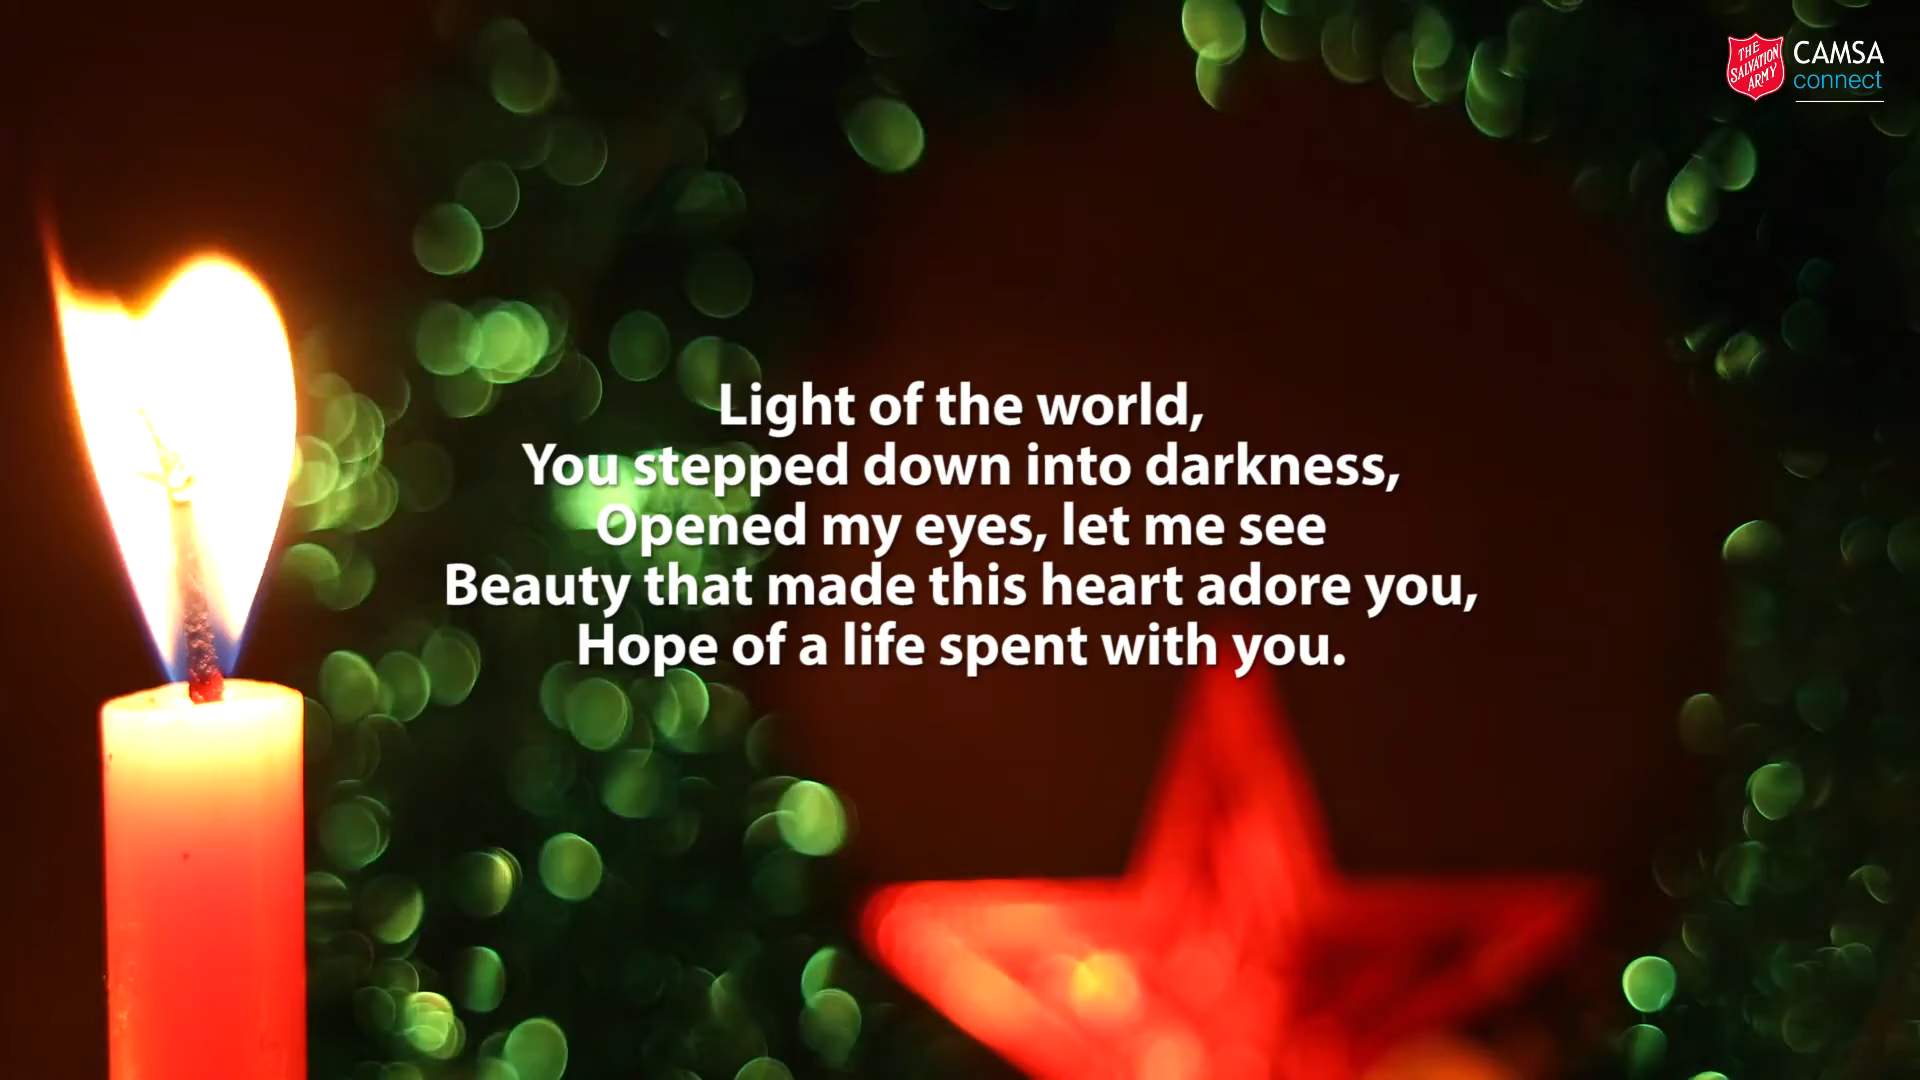 THE
SALVATION
ARMY
CAMSA
connect
Light of the world,
You stepped down into darkness,
Opened my eyes, let me see
Beauty that made this heart adore you,
Hope of a life spent with you.